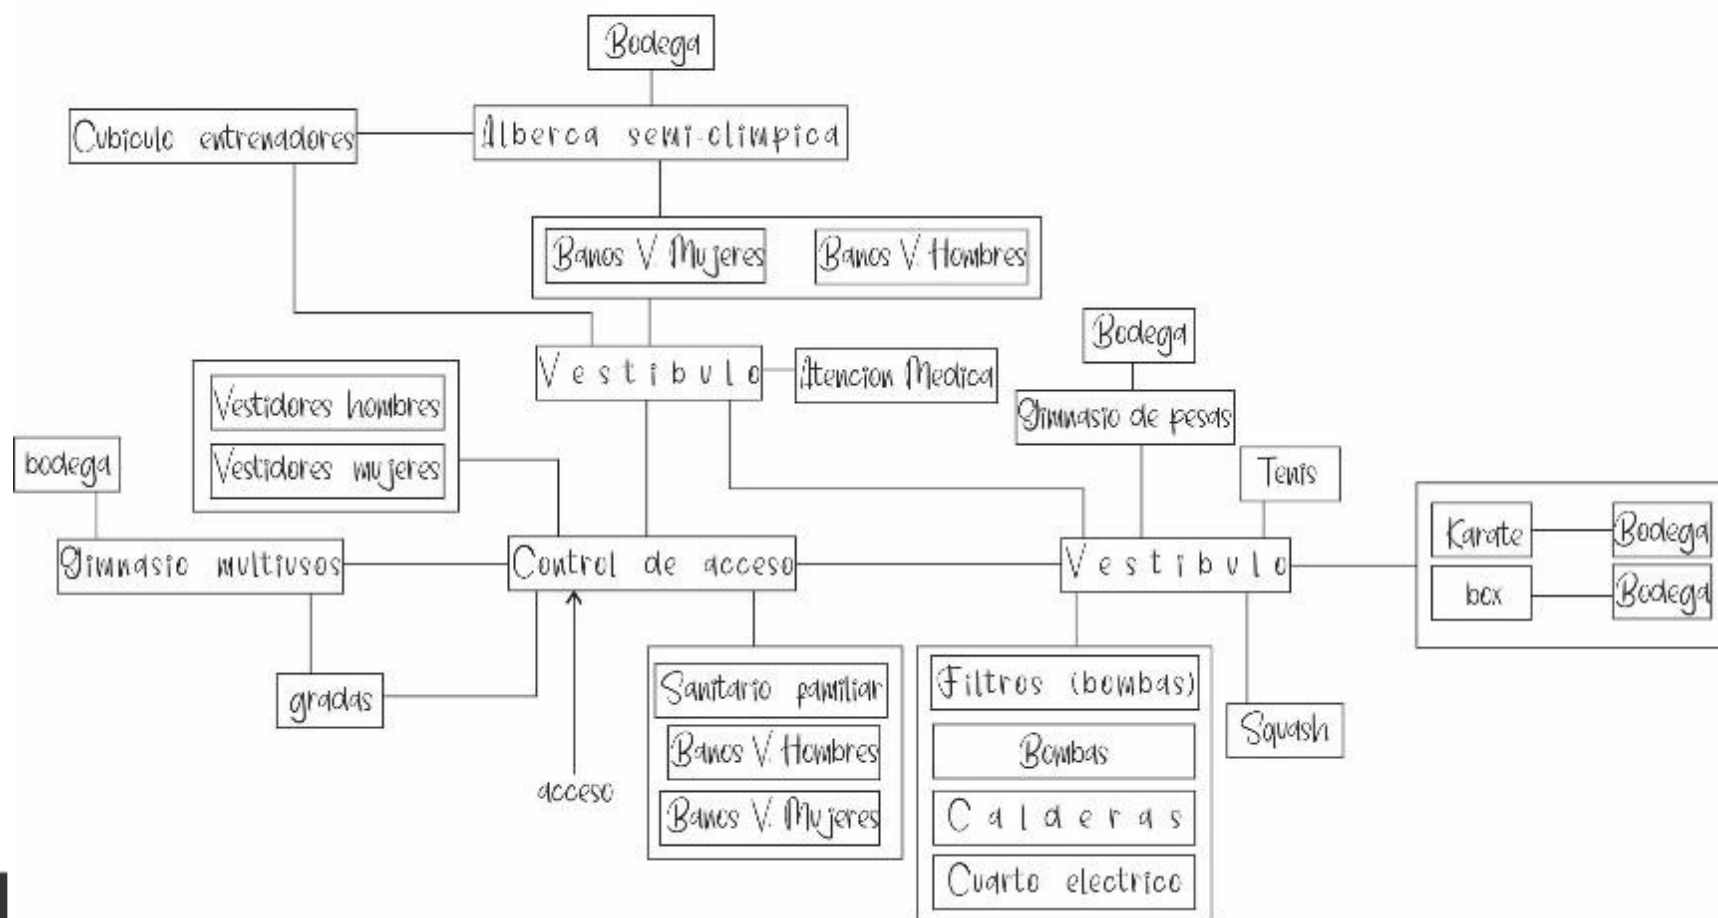 Bodega
Cubiculo entrenadores
Alberca semi-olimpica
Banos V. Mujeres
Banos V. Hombres
Bodega
Vestibulo
Atencion Medica
Vestidores hombres
Gimnasio de pesas
Vestidores mujeres
bodega
Tenis
Karate
Bodega
Gimnasio multiusos
Control de acceso
Vestibulo
box
Bodega
Sanitario familiar
Filtros (bombas)
gradas
Squash
Banos V. Hombres
Bombas
acceso
Banos V. Mujeres
Calderas
Cuarto electrico